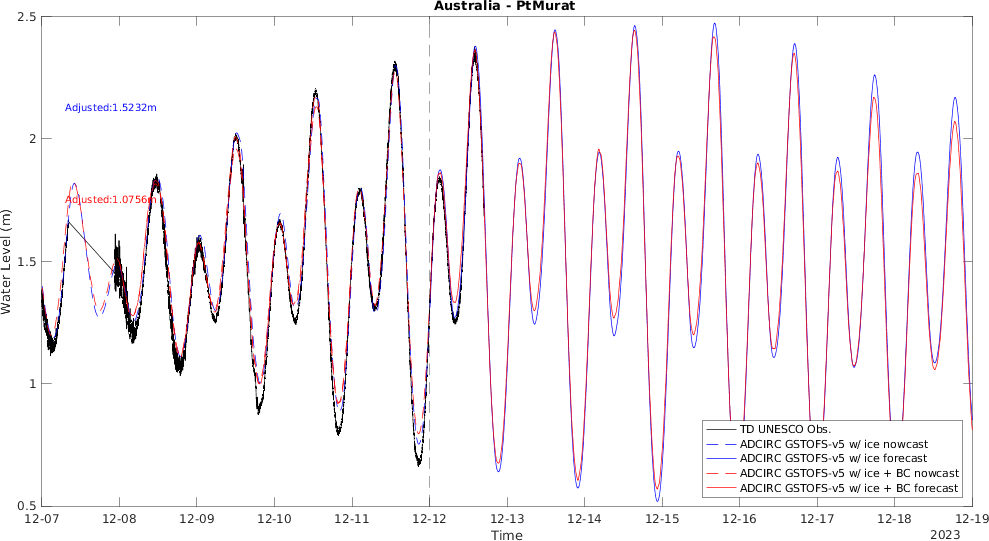 Australia - PtMurat
2.5
2
1.5
1
0.5
Water Level (m)
Adjusted:1.5232m
Adjusted:1.0756m
TD UNESCO Obs.
ADCIRC GSTOFS-v5 w/ ice nowcast
ADCIRC GSTOFS-v5 w/ ice forecast
ADCIRC GSTOFS-v5 w/ ice + BC nowcast
ADCIRC GSTOFS-v5 w/ ice + BC forecast
12-07 12-08 12-09 12-10 12-11 12-12 12-13 12-14 12-15 12-16 12-17 12-18 12-19
Time
2023